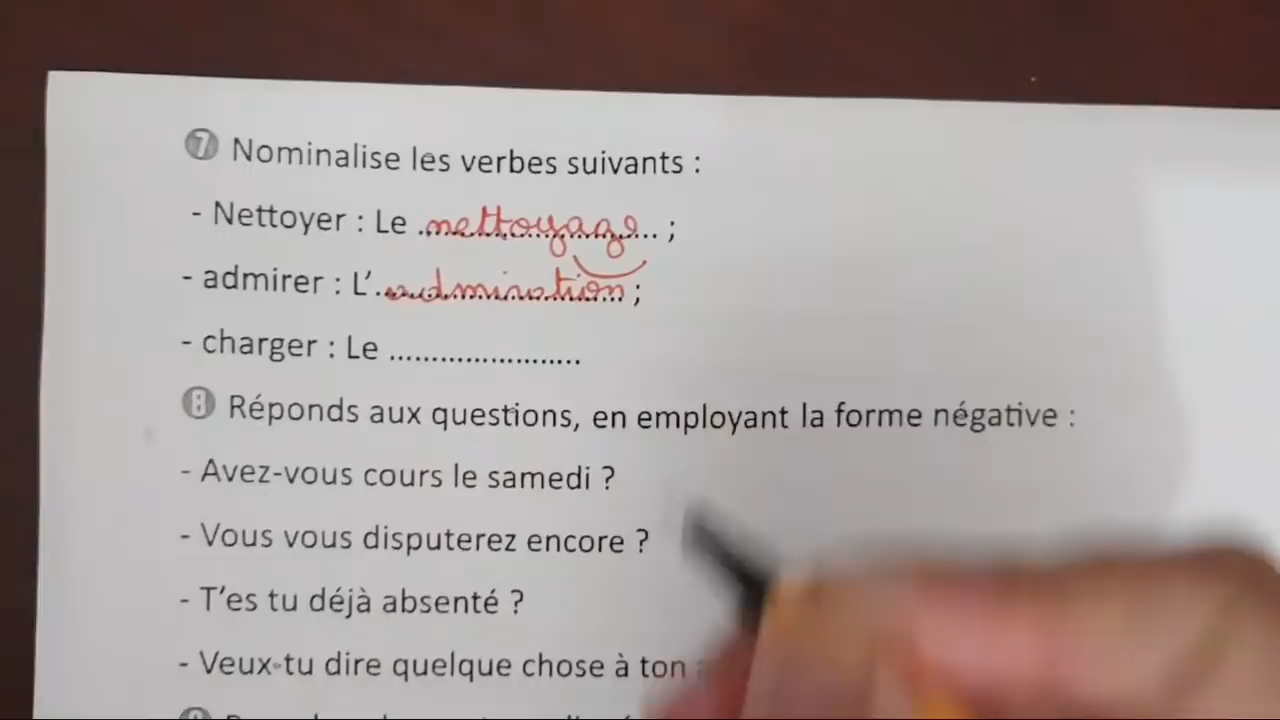 7 Nominalise les verbes suivants :
- Nettoyer : Le .nettoyage... ;
- admirer : L'.admiration ;
- charger : Le .......................
8 Réponds aux questions, en employant la forme négative :
- Avez-vous cours le samedi ?
- Vous vous disputerez encore ?
- T'es tu déjà absenté ?
- Veux-tu dire quelque chose à ton